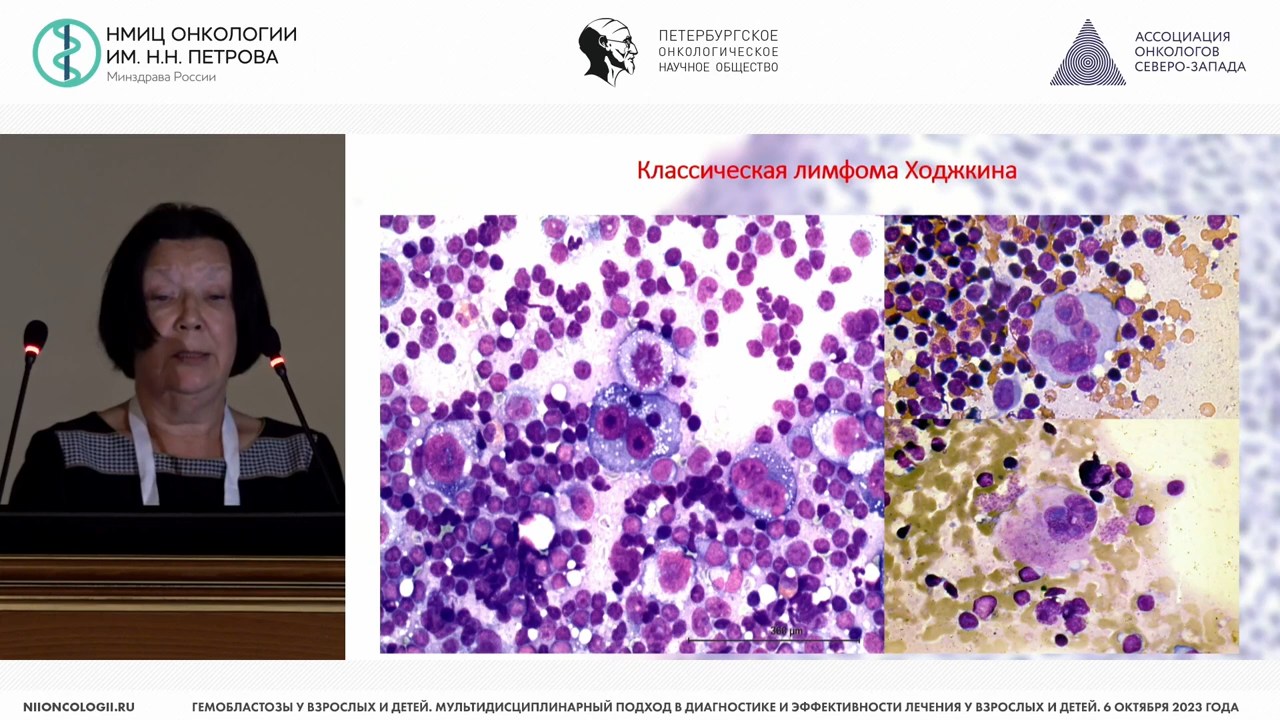 НМИЦ ОНКОЛОГИИ
ИМ. Н.Н. ПЕТРОВА
Минздрава России
ПЕТЕРБУРГСКОЕ
ОНКОЛОГИЧЕСКОЕ
НАУЧНОЕ ОБЩЕСТВО
АССОЦИАЦИЯ
ОНКОЛОГОВ
СЕВЕРО-ЗАПАДА
Классическая лимфома Ходжкина
NIIONCOLOGII.RU
ГЕМОБЛАСТОЗЫ У ВЗРОСЛЫХ И ДЕТЕЙ. МУЛЬТИДИСЦИПЛИНАРНЫЙ ПОДХОД В ДИАГНОСТИКЕ И ЭФФЕКТИВНОСТИ ЛЕЧЕНИЯ У ВЗРОСЛЫХ И ДЕТЕЙ. 6 ОКТЯБРЯ 2023 ГОДА